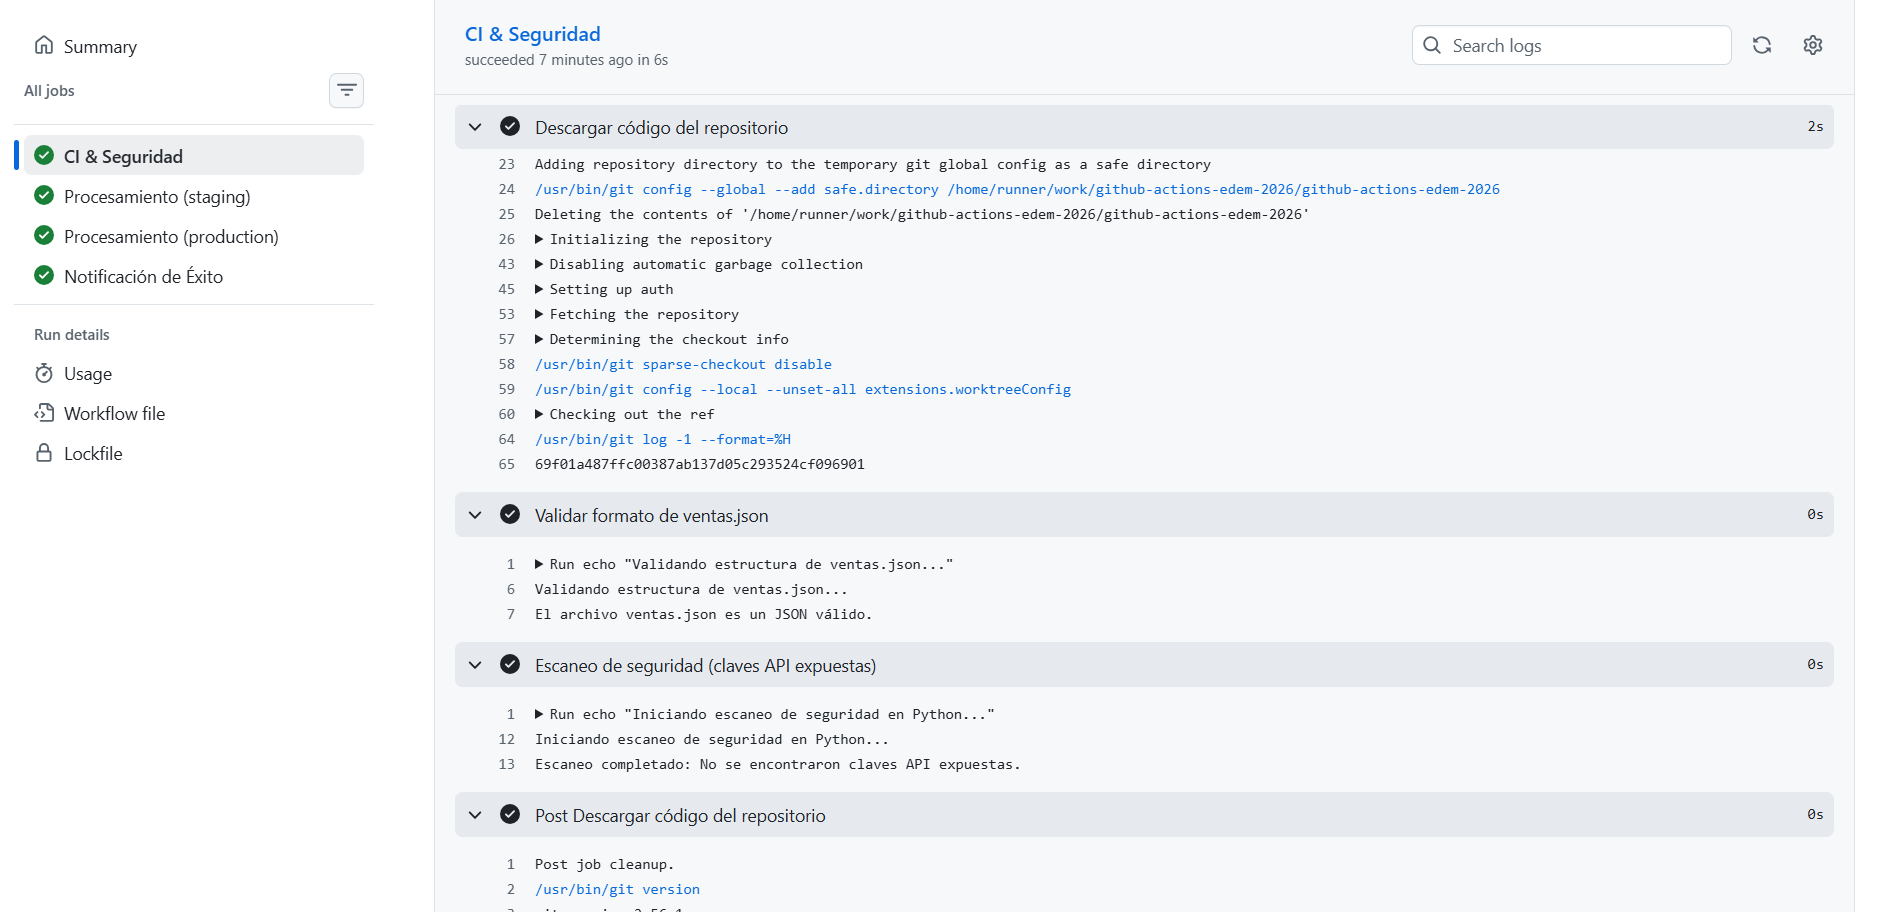 Summary
All jobs
CI & Seguridad
Procesamiento (staging)
Procesamiento (production)
Notificación de Éxito
Run details
Usage
Workflow file
Lockfile
CI & Seguridad
succeeded 7 minutes ago in 6s
Search logs
Descargar código del repositorio 2s
23 Adding repository directory to the temporary git global config as a safe directory
24 /usr/bin/git config --global --add safe.directory /home/runner/work/github-actions-edem-2026/github-actions-edem-2026
25 Deleting the contents of '/home/runner/work/github-actions-edem-2026/github-actions-edem-2026'
26 Initializing the repository
43 Disabling automatic garbage collection
45 Setting up auth
53 Fetching the repository
57 Determining the checkout info
58 /usr/bin/git sparse-checkout disable
59 /usr/bin/git config --local --unset-all extensions.worktreeConfig
60 Checking out the ref
64 /usr/bin/git log -1 --format=%H
65 69f01a487ffc00387ab137d05c293524cf096901
Validar formato de ventas.json 0s
1 Run echo "Validando estructura de ventas.json..."
6 Validando estructura de ventas.json...
7 El archivo ventas.json es un JSON válido.
Escaneo de seguridad (claves API expuestas) 0s
1 Run echo "Iniciando escaneo de seguridad en Python..."
12 Iniciando escaneo de seguridad en Python...
13 Escaneo completado: No se encontraron claves API expuestas.
Post Descargar código del repositorio 0s
1 Post job cleanup.
2 /usr/bin/git version